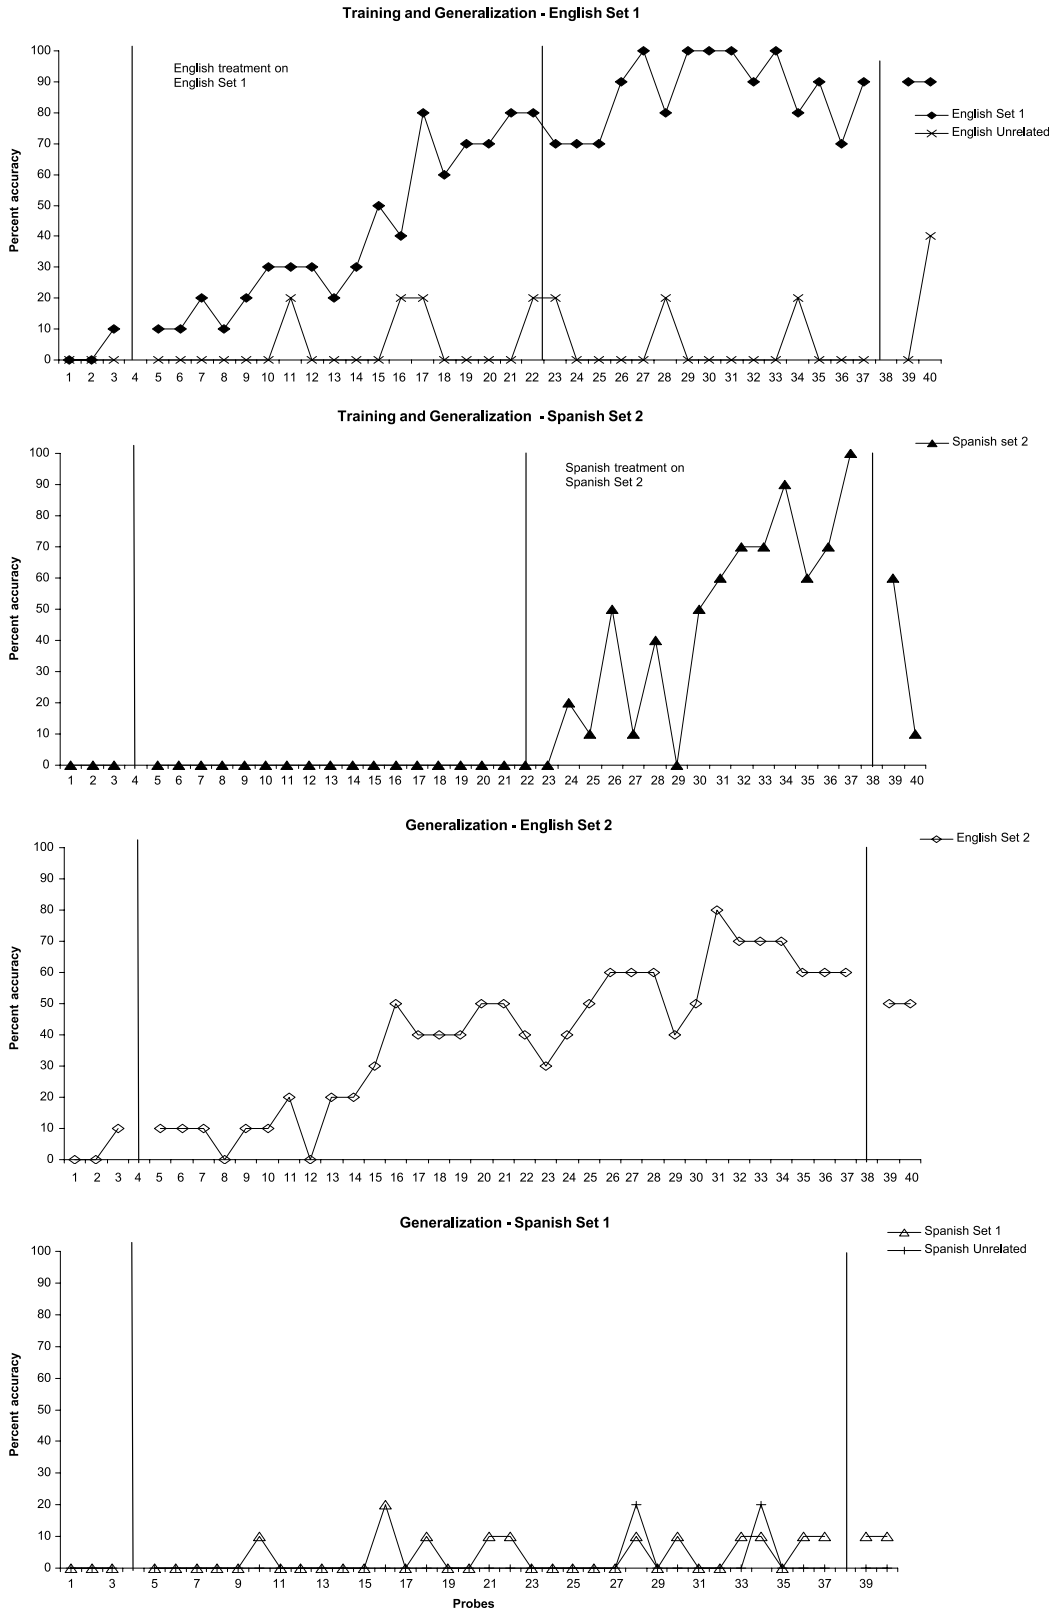 Training and Generalization - English Set 1
100
90
80
70
60
50
40
30
20
10
0
Percent accuracy
English treatment on
English Set 1
English Set 1
English Unrelated
1 2 3 4 5 6 7 8 9 10 11 12 13 14 15 16 17 18 19 20 21 22 23 24 25 26 27 28 29 30 31 32 33 34 35 36 37 38 39 40
Training and Generalization - Spanish Set 2
Spanish set 2
100
90
80
70
60
50
40
30
20
10
0
Percent accuracy
Spanish treatment on
Spanish Set 2
1 2 3 4 5 6 7 8 9 10 11 12 13 14 15 16 17 18 19 20 21 22 23 24 25 26 27 28 29 30 31 32 33 34 35 36 37 38 39 40
Generalization - English Set 2
English Set 2
100
90
80
70
60
50
40
30
20
10
0
Percent accuracy
1 2 3 4 5 6 7 8 9 10 11 12 13 14 15 16 17 18 19 20 21 22 23 24 25 26 27 28 29 30 31 32 33 34 35 36 37 38 39 40
Generalization - Spanish Set 1
Spanish Set 1
Spanish Unrelated
100
90
80
70
60
50
40
30
20
10
0
Percent accuracy
1 3 5 7 9 11 13 15 17 19 21 23 25 27 29 31 33 35 37 39
Probes